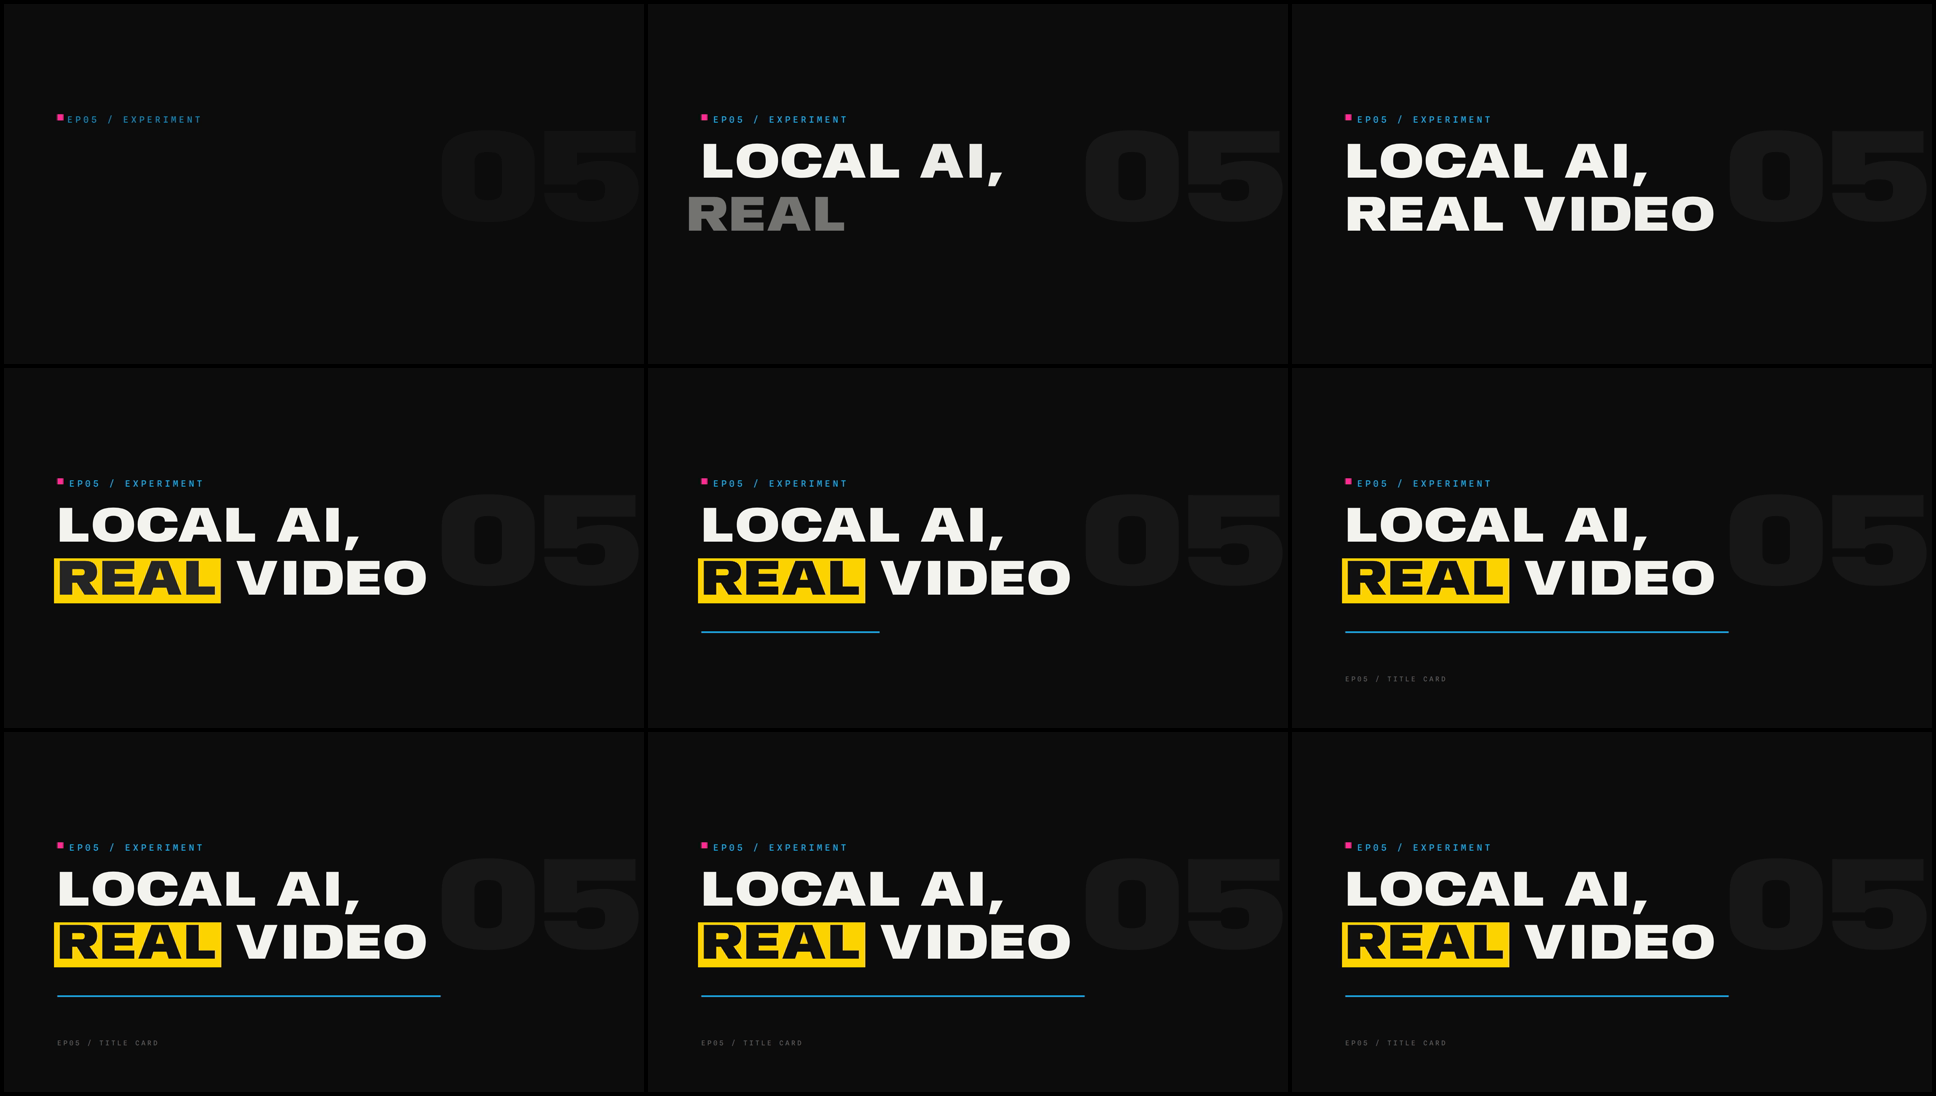 EP05 / EXPERIMENT
05
EP05 / EXPERIMENT
LOCAL AI,
REAL
05
EP05 / EXPERIMENT
LOCAL AI,
REAL VIDEO
05
EP05 / EXPERIMENT
LOCAL AI,
REAL VIDEO
05
EP05 / EXPERIMENT
LOCAL AI,
REAL VIDEO
05
EP05 / EXPERIMENT
LOCAL AI,
REAL VIDEO
05
EP05 / TITLE CARD
EP05 / EXPERIMENT
LOCAL AI,
REAL VIDEO
05
EP05 / TITLE CARD
EP05 / EXPERIMENT
LOCAL AI,
REAL VIDEO
05
EP05 / TITLE CARD
EP05 / EXPERIMENT
LOCAL AI,
REAL VIDEO
05
EP05 / TITLE CARD